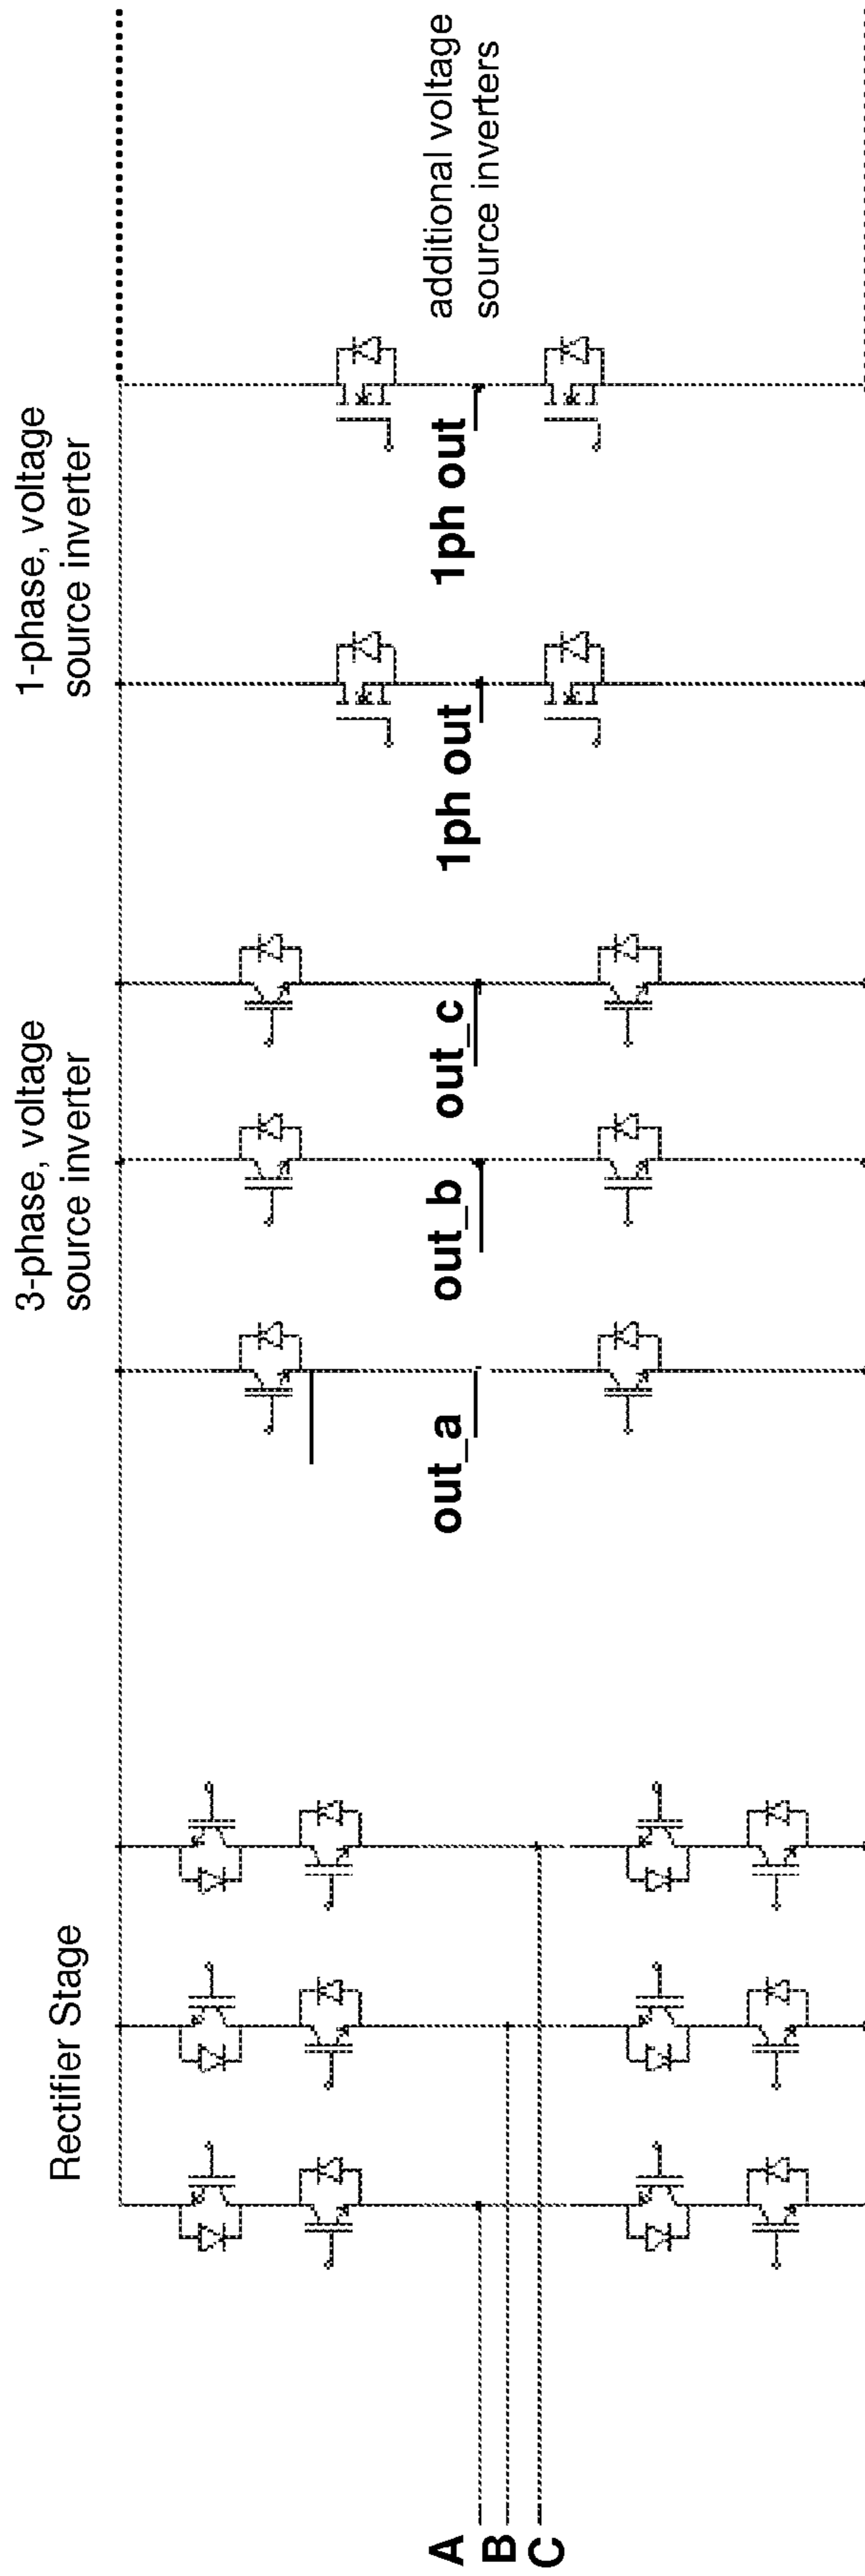 Rectifier Stage
3-phase, voltage
source inverter
1-phase, voltage
source inverter
A
B
C
out_a
out_b
out_c
1ph out
1ph out
additional voltage
source inverters